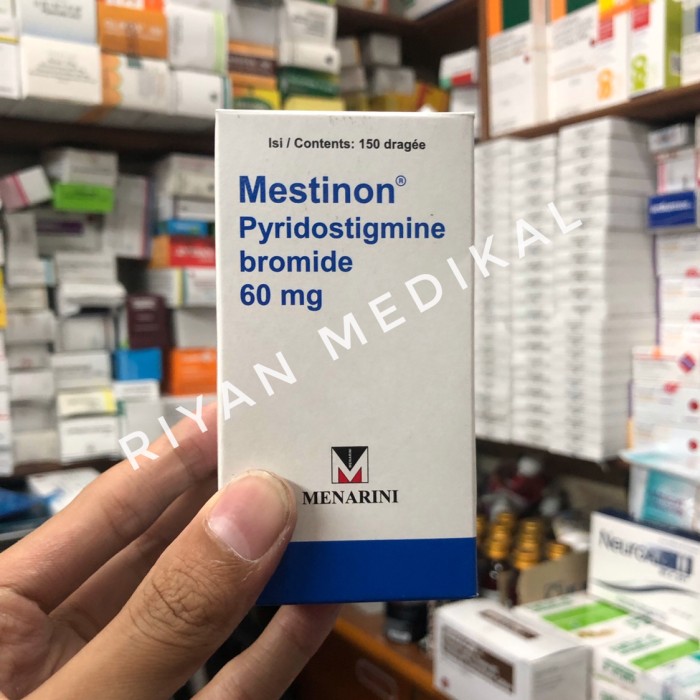 Isi / Contents: 150 dragée
Mestinon®
Pyridostigmine
bromide
60 mg
RIYAN MEDIKAL
MENARINI